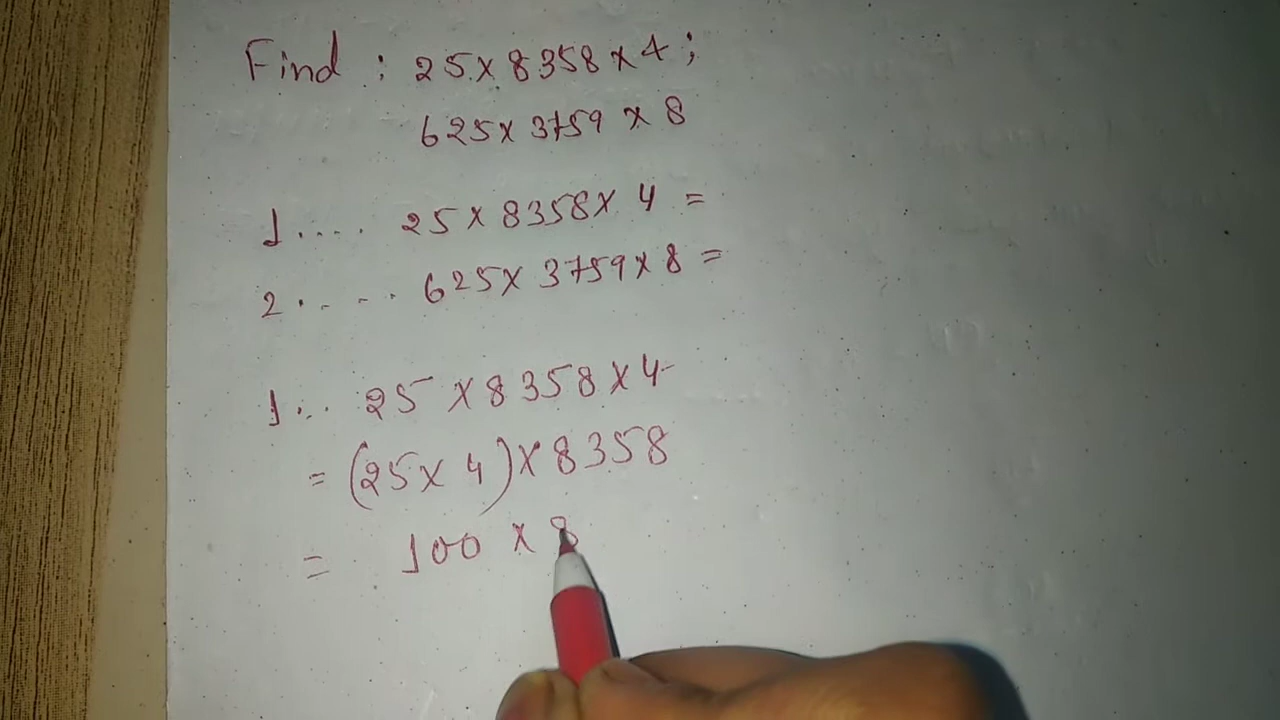 Find : 25 x 8358 x 4 ;
625 x 3759 x 8
1 .... 25 x 8358 x 4 =
2 .... 625 x 3759 x 8 =
1 ... 25 x 8358 x 4
= (25 x 4) x 8358
= 100 x 8